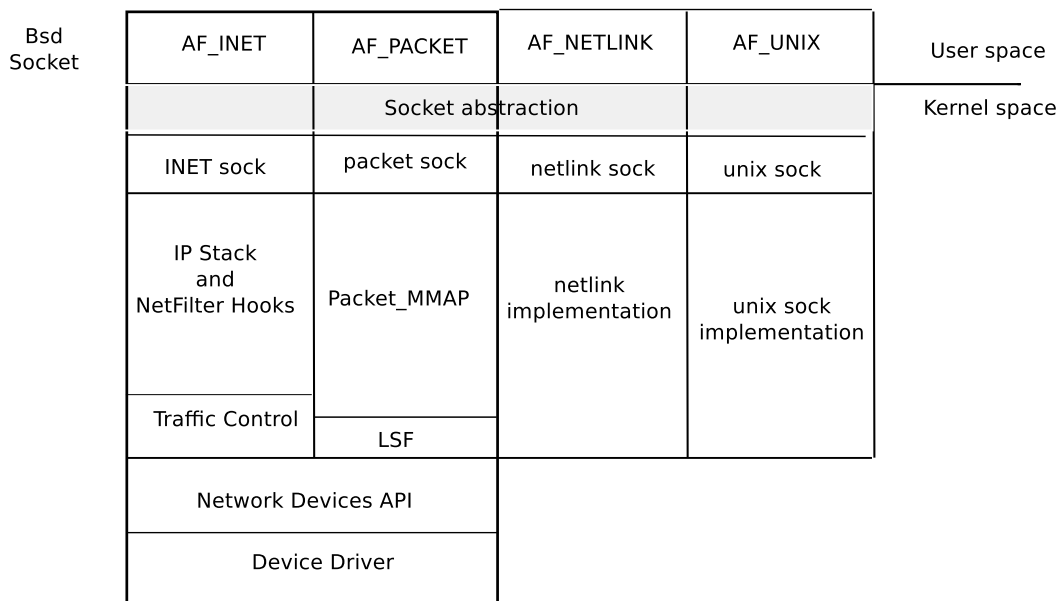 Bsd
Socket
AF_INET
AF_PACKET
AF_NETLINK
AF_UNIX
User space
Socket abstraction
Kernel space
INET sock
packet sock
netlink sock
unix sock
IP Stack
and
NetFilter Hooks
Packet_MMAP
netlink
implementation
unix sock
implementation
Traffic Control
LSF
Network Devices API
Device Driver